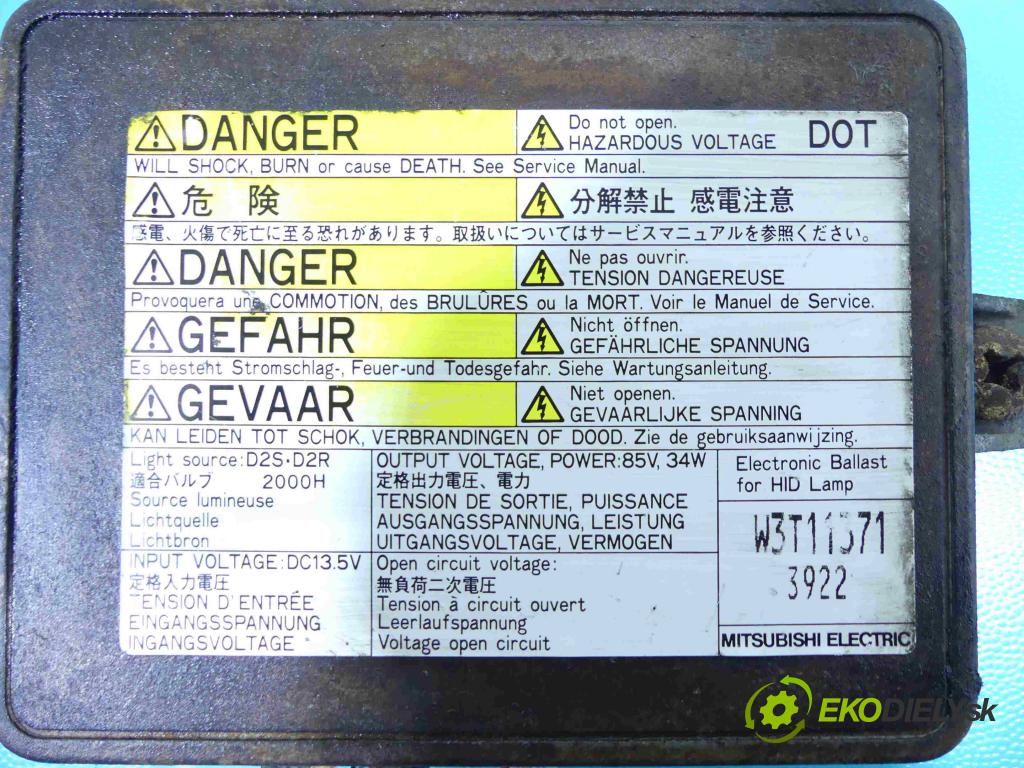 DANGER
Do not open.
HAZARDOUS VOLTAGE
DOT
WILL SHOCK, BURN or cause DEATH. See Service Manual.
危 険
分解禁止 感電注意
感電、火傷で死亡に至る恐れがあります。取扱いについてはサービスマニュアルを参照ください。
DANGER
Ne pas ouvrir.
TENSION DANGEREUSE
Provoquera une COMMOTION, des BRULÛRES ou la MORT. Voir le Manuel de Service.
GEFAHR
Nicht öffnen.
GEFÄHRLICHE SPANNUNG
Es besteht Stromschlag-, Feuer-und Todesgefahr. Siehe Wartungsanleitung.
GEVAAR
Niet openen.
GEVAARLIJKE SPANNING
KAN LEIDEN TOT SCHOK, VERBRANDINGEN OF DOOD. Zie de gebruiksaanwijzing.
Light source:D2S・D2R
適合バルブ 2000H
Source lumineuse
Lichtquelle
Lichtbron
OUTPUT VOLTAGE, POWER:85V, 34W
定格出力電圧、電力
TENSION DE SORTIE, PUISSANCE
AUSGANGSSPANNUNG, LEISTUNG
UITGANGSVOLTAGE, VERMOGEN
Electronic Ballast
for HID Lamp
INPUT VOLTAGE:DC13.5V
定格入力電圧
TENSION D'ENTRÉE
EINGANGSSPANNUNG
INGANGSVOLTAGE
Open circuit voltage:
無負荷二次電圧
Tension à circuit ouvert
Leerlaufspannung
Voltage open circuit
3922
MITSUBISHI ELECTRIC
EKODIELY.sk